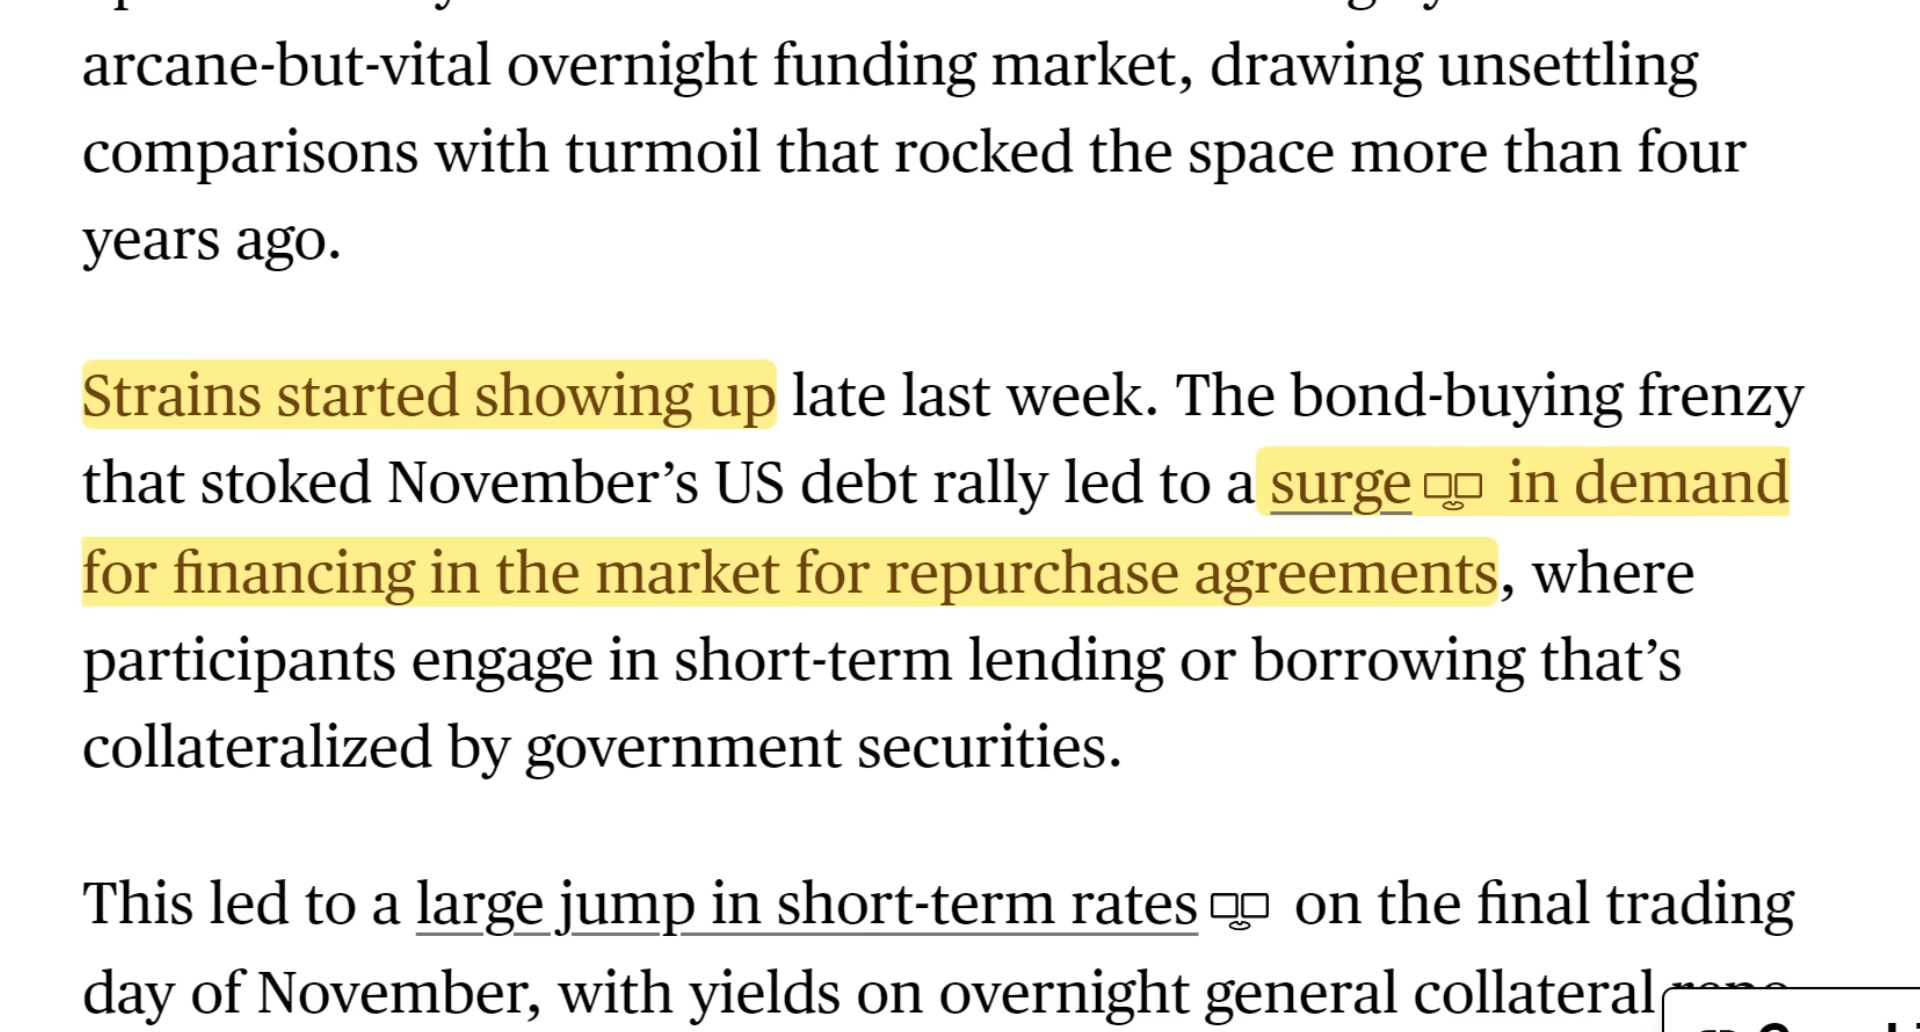 arcane-but-vital overnight funding market, drawing unsettling
comparisons with turmoil that rocked the space more than four
years ago.
Strains started showing up late last week. The bond-buying frenzy
that stoked November’s US debt rally led to a surge in demand
for financing in the market for repurchase agreements, where
participants engage in short-term lending or borrowing that’s
collateralized by government securities.
This led to a large jump in short-term rates on the final trading
day of November, with yields on overnight general collateral